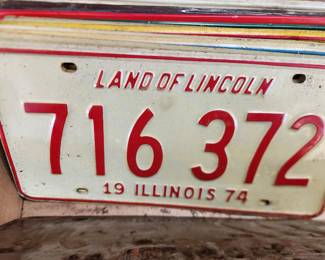 LAND OF LINCOLN
716 372
19 ILLINOIS 74